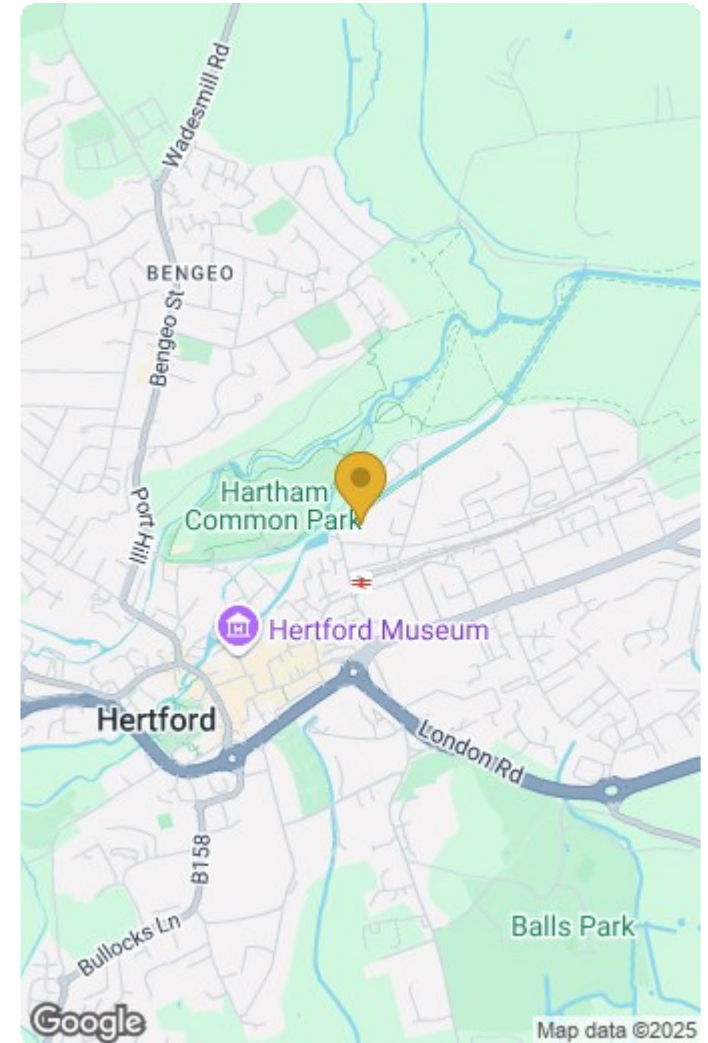 Wadesmill Rd
BENGEO
Bengeo St
Hartham
Common Park
Port Hill
Hertford Museum
Hertford
London Rd
B158
Bullocks Ln
Balls Park
Google
Map data ©2025